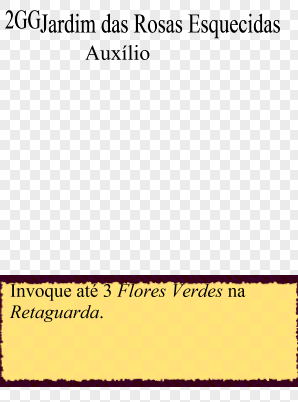 2GGJardim das Rosas Esquecidas
Auxílio
Invoque até 3 Flores Verdes na
Retaguarda.